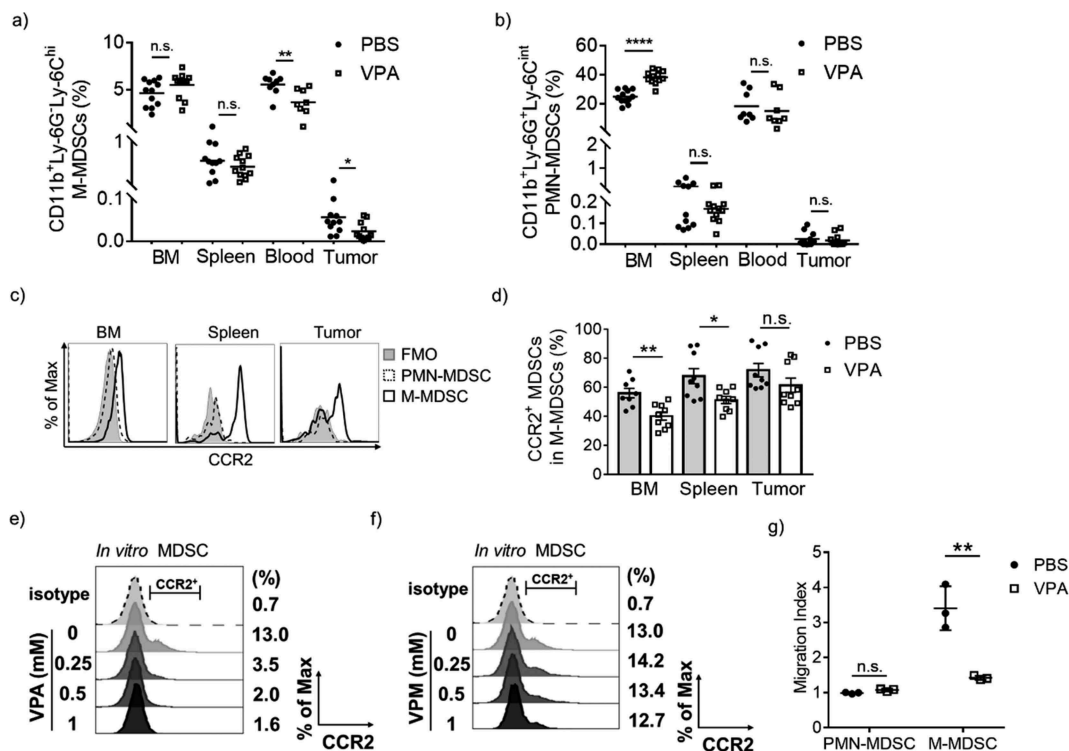 a)
CD11b⁺Ly-6G⁻Ly-6Cʰⁱ
M-MDSCs (%)
10
5
1
0.1
0.0
n.s.
n.s.
**
*
BM Spleen Blood Tumor
PBS
VPA
b)
CD11b⁺Ly-6G⁺Ly-6Cⁱⁿᵗ
PMN-MDSCs (%)
60
40
20
2
1
0.2
0.1
0.0
****
n.s.
n.s.
n.s.
BM
Spleen
Blood
Tumor
PBS
VPA
c)
BM Spleen Tumor
% of Max
CCR2
FMO
PMN-MDSC
M-MDSC
d)
CCR2⁺ MDSCs
in M-MDSCs (%)
100
80
60
40
20
0
**
*
n.s.
BM Spleen Tumor
PBS
VPA
e)
In vitro MDSC
CCR2⁺ (%)
isotype 0.7
VPA (mM)
0 13.0
0.25 3.5
0.5 2.0
1 1.6
% of Max
CCR2
f)
In vitro MDSC
CCR2⁺ (%)
isotype 0.7
VPM (mM)
0 13.0
0.25 14.2
0.5 13.4
1 12.7
% of Max
CCR2
g)
Migration Index
5
4
3
2
1
0
n.s.
**
PMN-MDSC M-MDSC
PBS
VPA